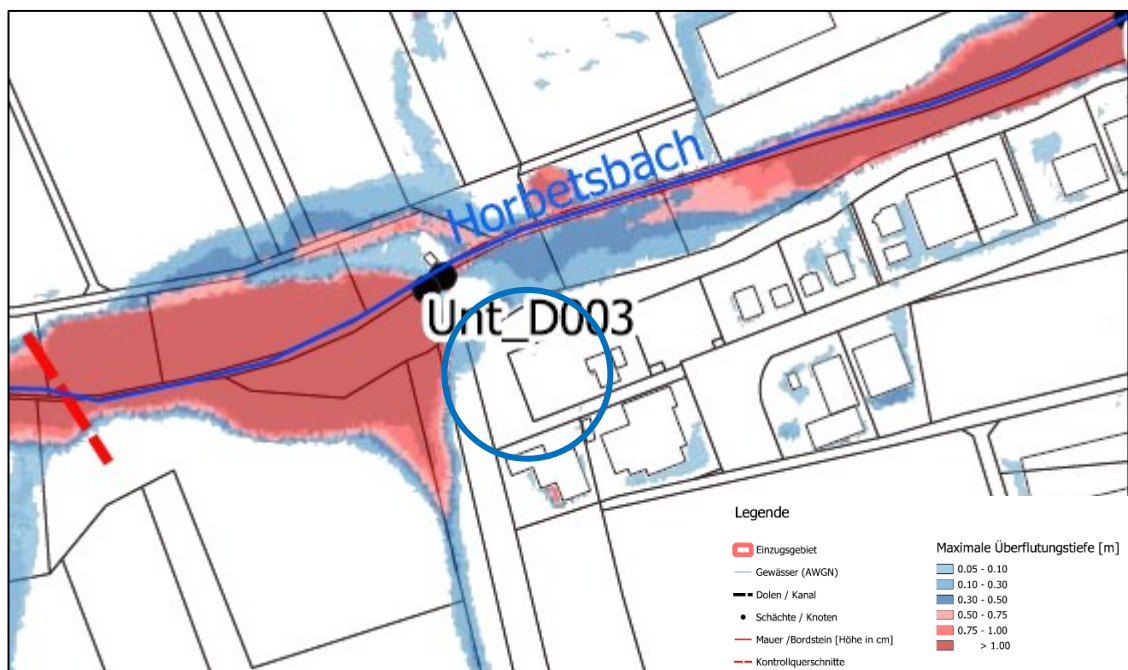 Horbetsbach
Unt_D003
Legende
Einzugsgebiet
Gewässer (AWGN)
Dolen / Kanal
Schächte / Knoten
Mauer /Bordstein [Höhe in cm]
Kontrollquerschnitte
Maximale Überflutungstiefe [m]
0.05 - 0.10
0.10 - 0.30
0.30 - 0.50
0.50 - 0.75
0.75 - 1.00
> 1.00